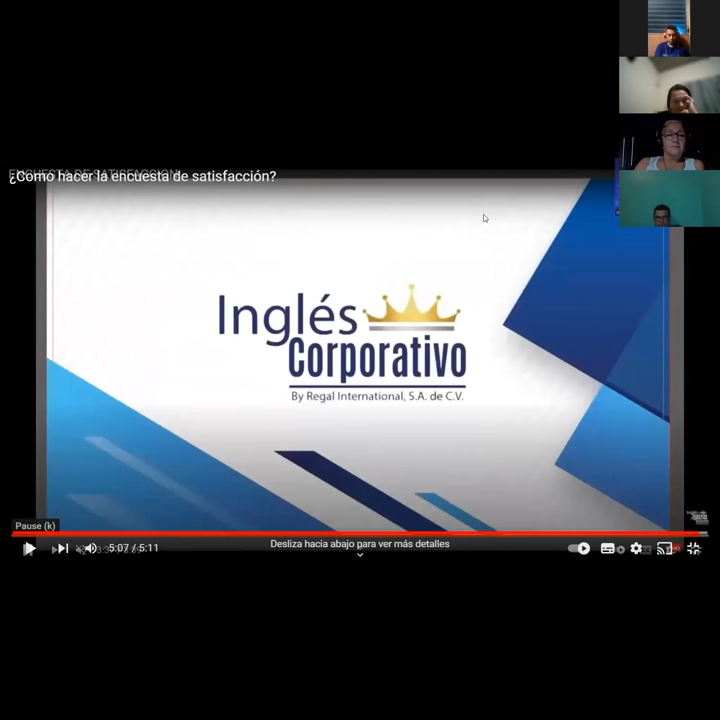 ¿Como hacer la encuesta de satisfacción?
Inglés
Corporativo
By Regal International, S.A. de C.V.
Pause (k)
5:07 / 5:11
Desliza hacia abajo para ver más detalles